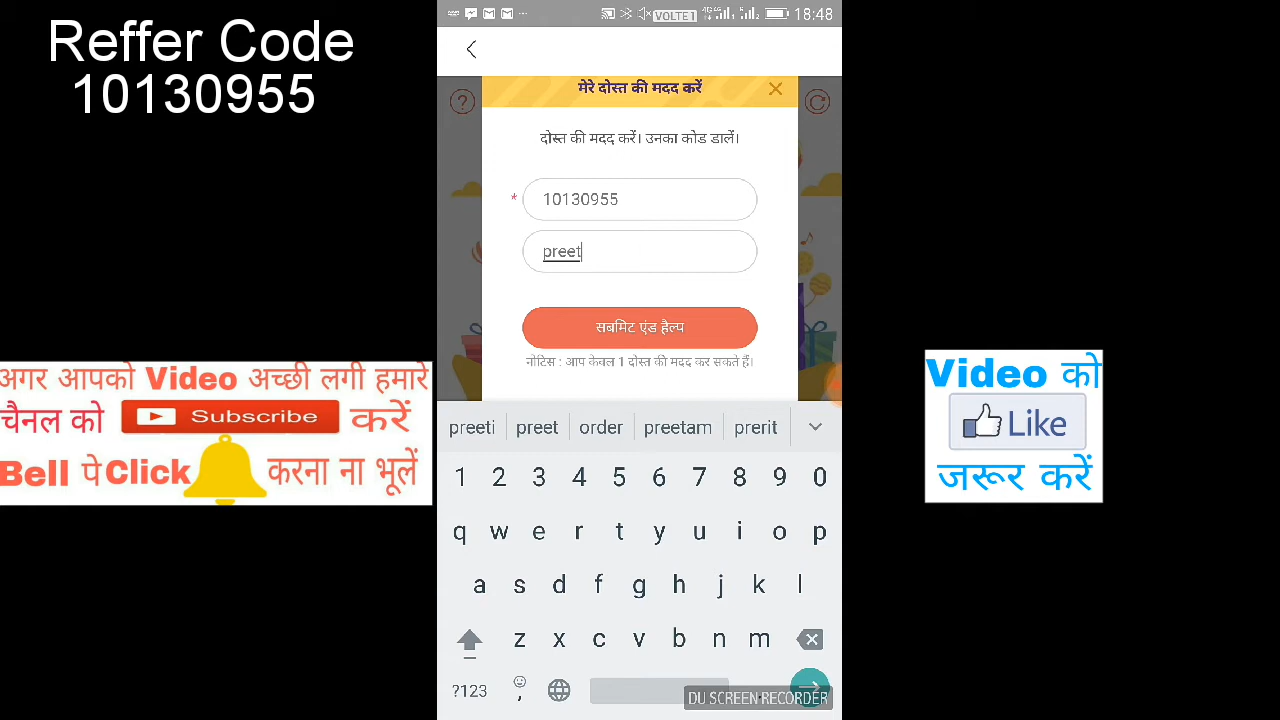 Reffer Code
10130955
VOLTE 1
18:48
मेरे दोस्त की मदद करें
दोस्त की मदद करें। उनका कोड डालें।
* 10130955
preet
सबमिट एंड हैल्प
नोटिस : आप केवल 1 दोस्त की मदद कर सकते हैं।
अगर आपको Video अच्छी लगी हमारे
चैनल को Subscribe करें
Bell पे Click करना ना भूलें
Video को
Like
जरूर करें
preeti preet order preetam prerit
1 2 3 4 5 6 7 8 9 0
q w e r t y u i o p
a s d f g h j k l
z x c v b n m
?123 ,
DU SCREEN RECORDER